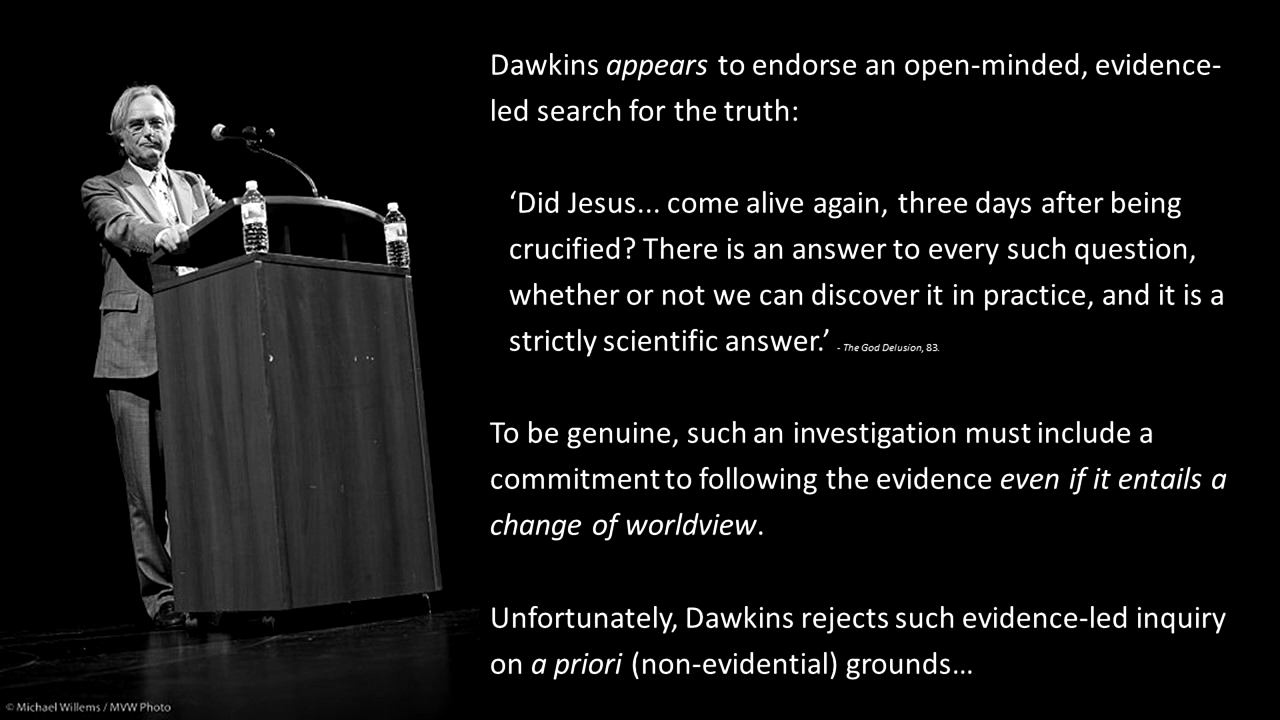 Dawkins appears to endorse an open-minded, evidence-
led search for the truth:
‘Did Jesus... come alive again, three days after being
crucified? There is an answer to every such question,
whether or not we can discover it in practice, and it is a
strictly scientific answer.’ - The God Delusion, 83.
To be genuine, such an investigation must include a
commitment to following the evidence even if it entails a
change of worldview.
Unfortunately, Dawkins rejects such evidence-led inquiry
on a priori (non-evidential) grounds...
© Michael Willems / MVW Photo